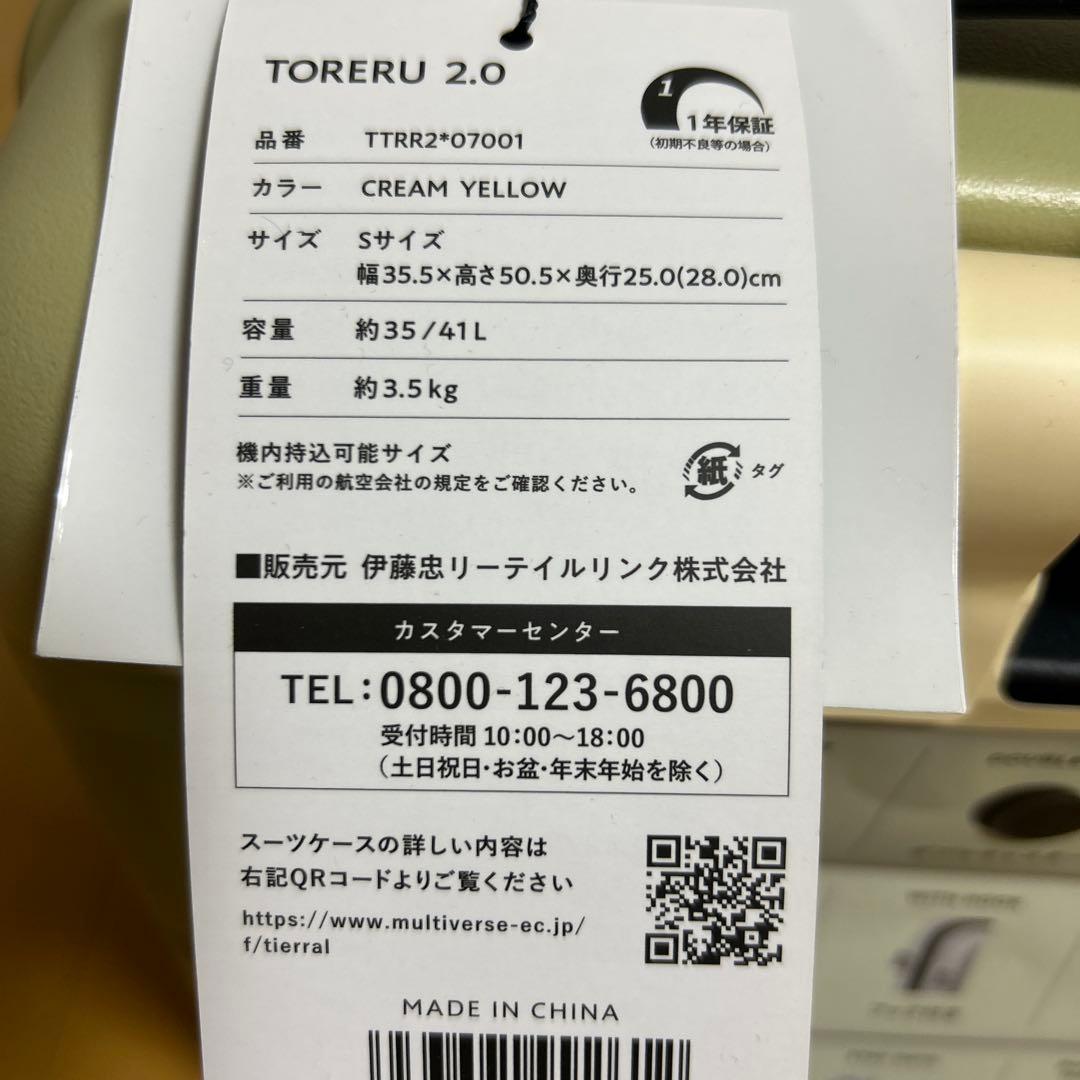 TORERU 2.0
1
1年保証
(初期不良等の場合)
品番 TTRR2*07001
カラー CREAM YELLOW
サイズ Sサイズ
幅35.5×高さ50.5×奥行25.0(28.0)cm
容量 約35/41L
重量 約3.5kg
機内持込可能サイズ
※ご利用の航空会社の規定をご確認ください。
紙 タグ
■販売元 伊藤忠リーテイルリンク株式会社
カスタマーセンター
TEL:0800-123-6800
受付時間 10:00～18:00
(土日祝日・お盆・年末年始を除く)
スーツケースの詳しい内容は
右記QRコードよりご覧ください
https://www.multiverse-ec.jp/
f/tierral
MADE IN CHINA